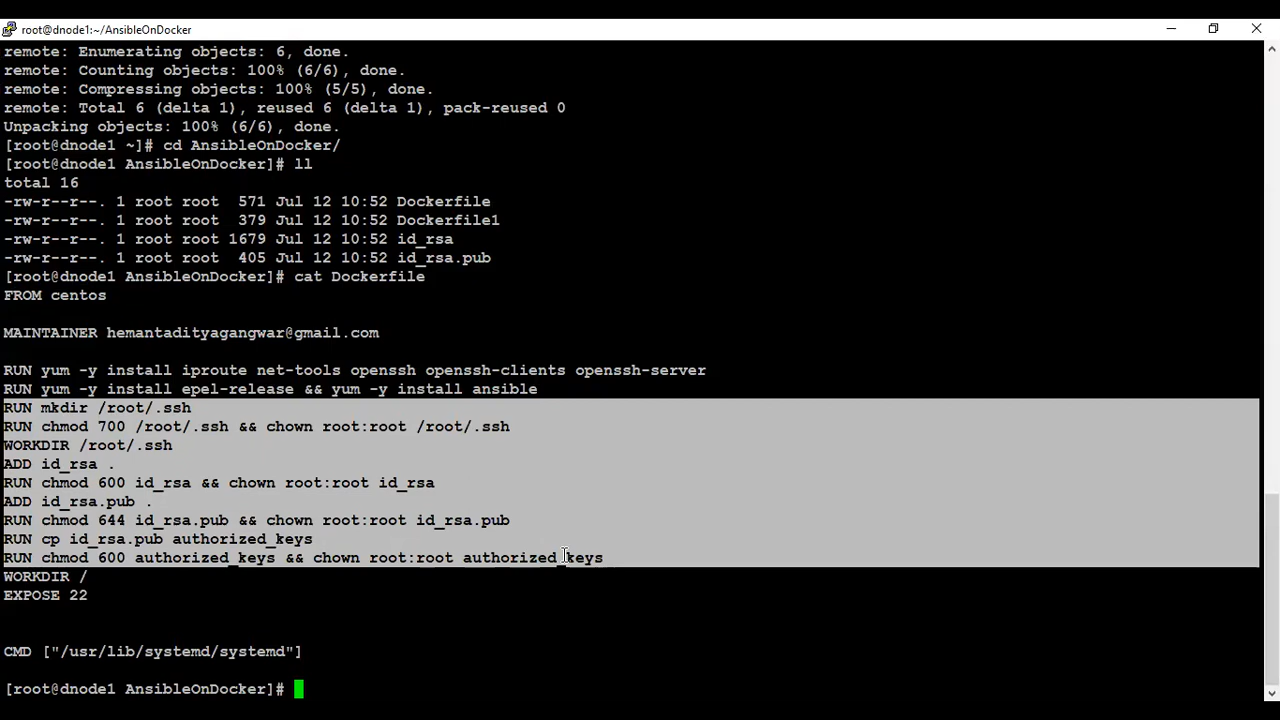 root@dnode1:~/AnsibleOnDocker
remote: Enumerating objects: 6, done.
remote: Counting objects: 100% (6/6), done.
remote: Compressing objects: 100% (5/5), done.
remote: Total 6 (delta 1), reused 6 (delta 1), pack-reused 0
Unpacking objects: 100% (6/6), done.
[root@dnode1 ~]# cd AnsibleOnDocker/
[root@dnode1 AnsibleOnDocker]# ll
total 16
-rw-r--r--. 1 root root  571 Jul 12 10:52 Dockerfile
-rw-r--r--. 1 root root  379 Jul 12 10:52 Dockerfile1
-rw-r--r--. 1 root root 1679 Jul 12 10:52 id_rsa
-rw-r--r--. 1 root root  405 Jul 12 10:52 id_rsa.pub
[root@dnode1 AnsibleOnDocker]# cat Dockerfile
FROM centos
MAINTAINER hemantadityagangwar@gmail.com
RUN yum -y install iproute net-tools openssh openssh-clients openssh-server
RUN yum -y install epel-release && yum -y install ansible
RUN mkdir /root/.ssh
RUN chmod 700 /root/.ssh && chown root:root /root/.ssh
WORKDIR /root/.ssh
ADD id_rsa .
RUN chmod 600 id_rsa && chown root:root id_rsa
ADD id_rsa.pub .
RUN chmod 644 id_rsa.pub && chown root:root id_rsa.pub
RUN cp id_rsa.pub authorized_keys
RUN chmod 600 authorized_keys && chown root:root authorized_keys
WORKDIR /
EXPOSE 22
CMD ["/usr/lib/systemd/systemd"]
[root@dnode1 AnsibleOnDocker]#